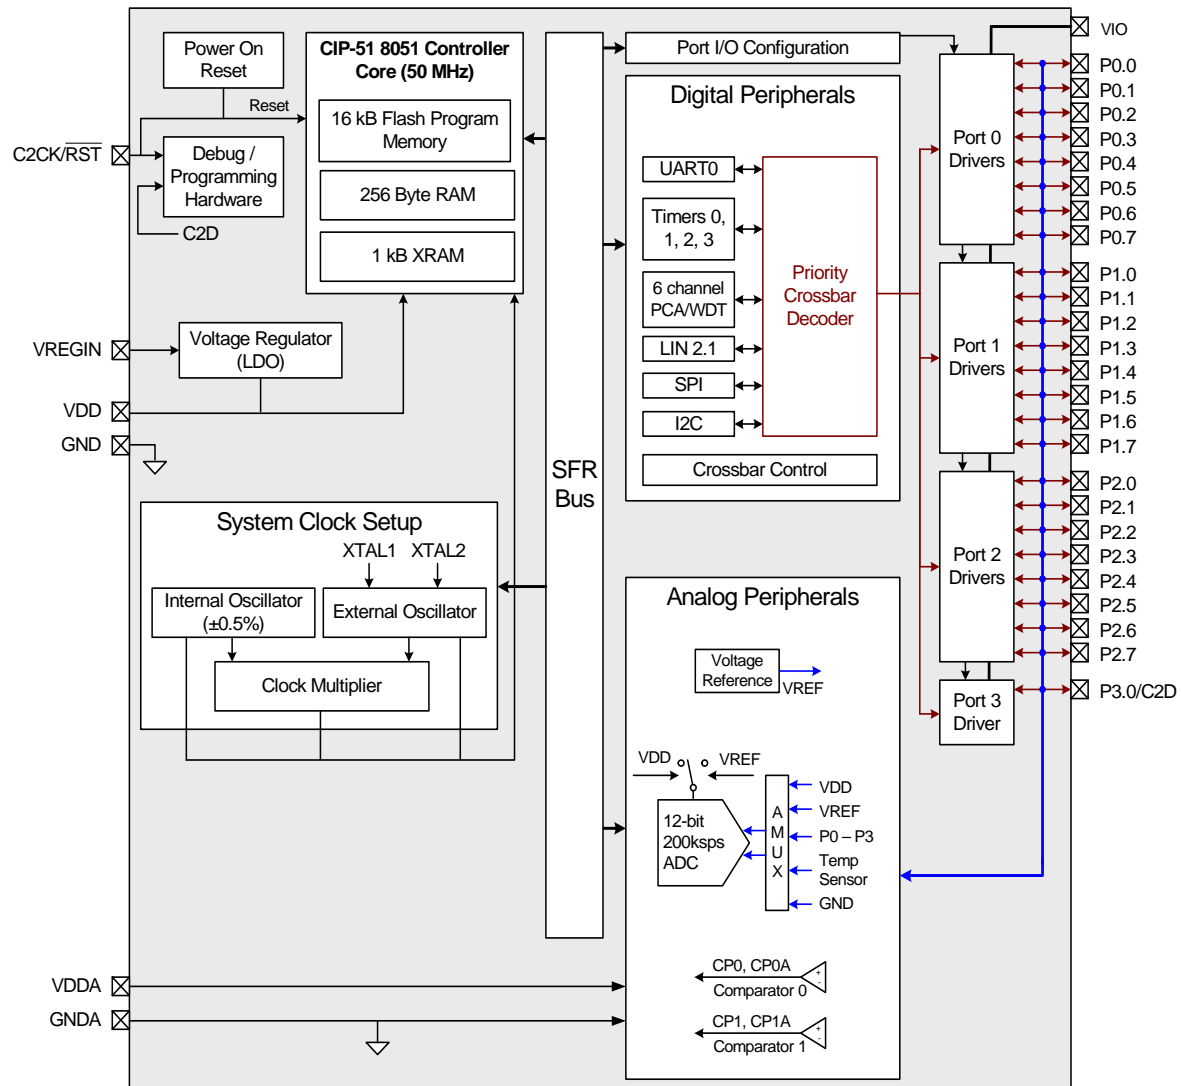 Power On
Reset
Reset
C2CK/RST
Debug /
Programming
Hardware
C2D
CIP-51 8051 Controller
Core (50 MHz)
16 kB Flash Program
Memory
256 Byte RAM
1 kB XRAM
VREGIN
Voltage Regulator
(LDO)
VDD
GND
System Clock Setup
XTAL1
XTAL2
Internal Oscillator
(±0.5%)
External Oscillator
Clock Multiplier
VDDA
GNDA
SFR
Bus
Port I/O Configuration
Digital Peripherals
UART0
Timers 0,
1, 2, 3
6 channel
PCA/WDT
LIN 2.1
SPI
I2C
Priority
Crossbar
Decoder
Crossbar Control
Analog Peripherals
Voltage
Reference
VREF
VDD
VREF
12-bit
200ksps
ADC
A
M
U
X
VDD
VREF
P0 – P3
Temp
Sensor
GND
CP0, CP0A
+
-
Comparator 0
CP1, CP1A
+
-
Comparator 1
Port 0
Drivers
Port 1
Drivers
Port 2
Drivers
Port 3
Driver
VIO
P0.0
P0.1
P0.2
P0.3
P0.4
P0.5
P0.6
P0.7
P1.0
P1.1
P1.2
P1.3
P1.4
P1.5
P1.6
P1.7
P2.0
P2.1
P2.2
P2.3
P2.4
P2.5
P2.6
P2.7
P3.0/C2D